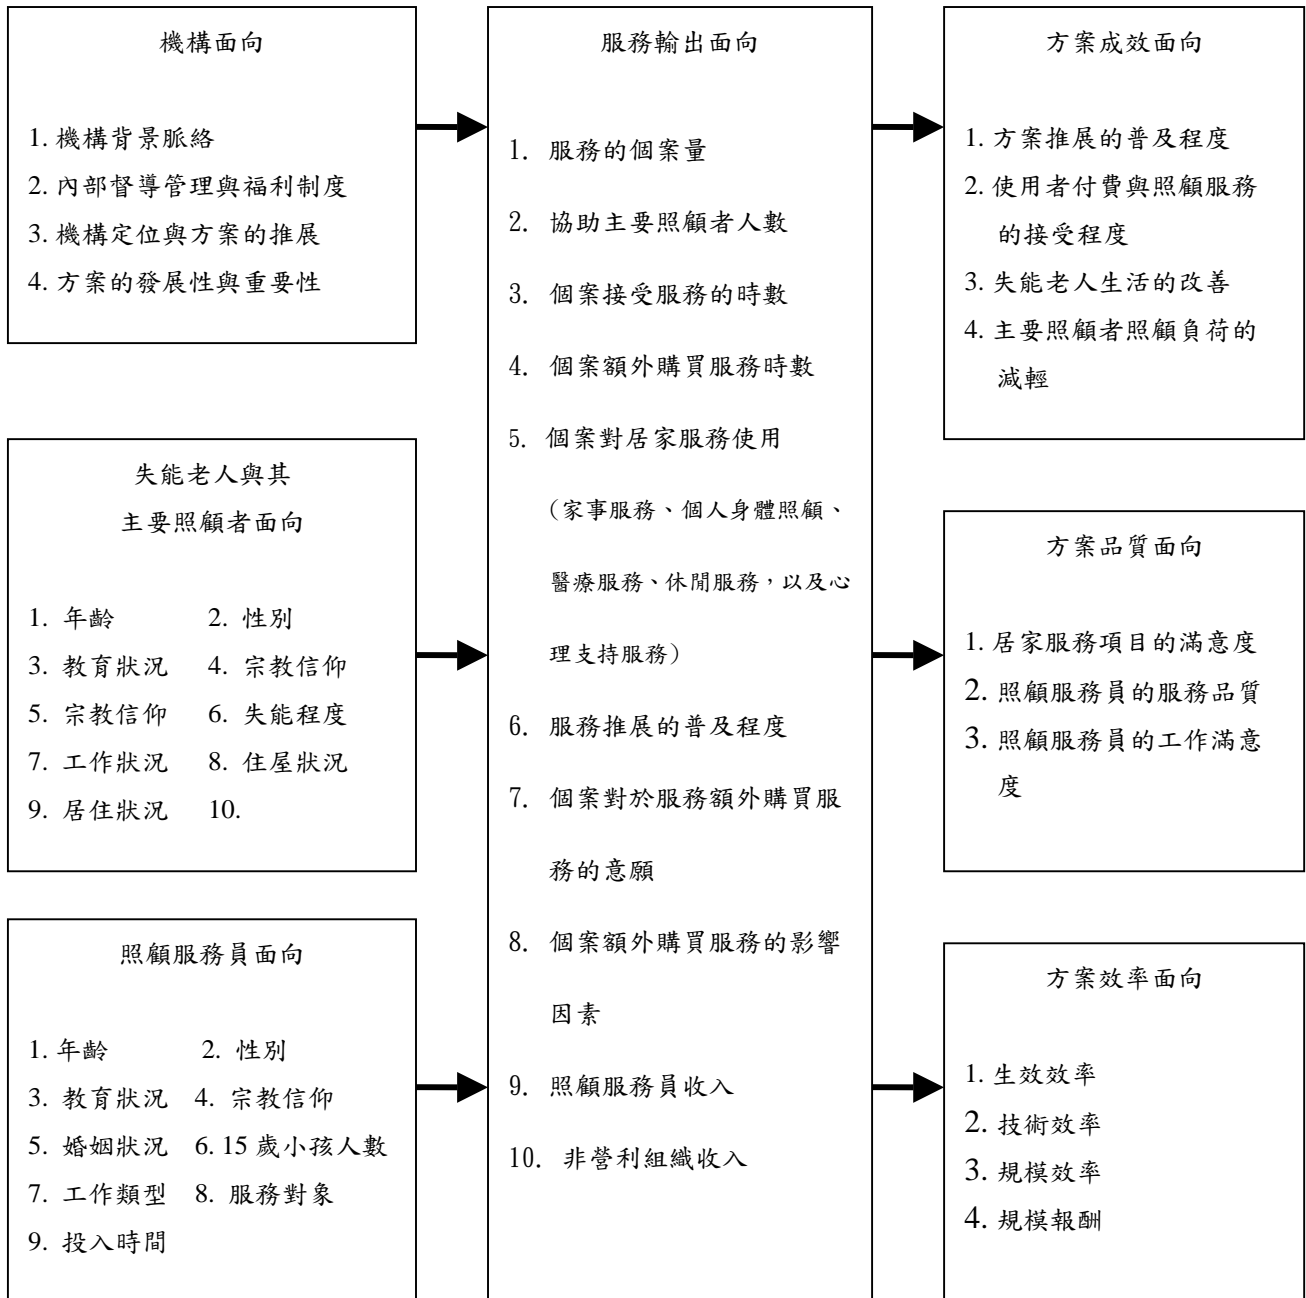 機構面向
1. 機構背景脈絡
2. 內部督導管理與福利制度
3. 機構定位與方案的推展
4. 方案的發展性與重要性
失能老人與其
主要照顧者面向
1. 年齡 2. 性別
3. 教育狀況 4. 宗教信仰
5. 宗教信仰 6. 失能程度
7. 工作狀況 8. 住屋狀況
9. 居住狀況 10.
照顧服務員面向
1. 年齡 2. 性別
3. 教育狀況 4. 宗教信仰
5. 婚姻狀況 6. 15 歲小孩人數
7. 工作類型 8. 服務對象
9. 投入時間
服務輸出面向
1. 服務的個案量
2. 協助主要照顧者人數
3. 個案接受服務的時數
4. 個案額外購買服務時數
5. 個案對居家服務使用
（家事服務、個人身體照顧、
醫療服務、休閒服務，以及心
理支持服務）
6. 服務推展的普及程度
7. 個案對於服務額外購買服
務的意願
8. 個案額外購買服務的影響
因素
9. 照顧服務員收入
10. 非營利組織收入
方案成效面向
1. 方案推展的普及程度
2. 使用者付費與照顧服務
的接受程度
3. 失能老人生活的改善
4. 主要照顧者照顧負荷的
減輕
方案品質面向
1. 居家服務項目的滿意度
2. 照顧服務員的服務品質
3. 照顧服務員的工作滿意
度
方案效率面向
1. 生效效率
2. 技術效率
3. 規模效率
4. 規模報酬